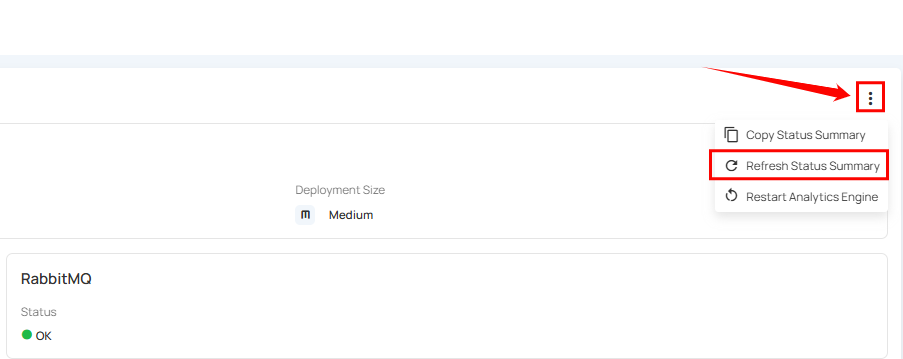 Copy Status Summary
Refresh Status Summary
Restart Analytics Engine
Deployment Size
m Medium
RabbitMQ
Status
OK